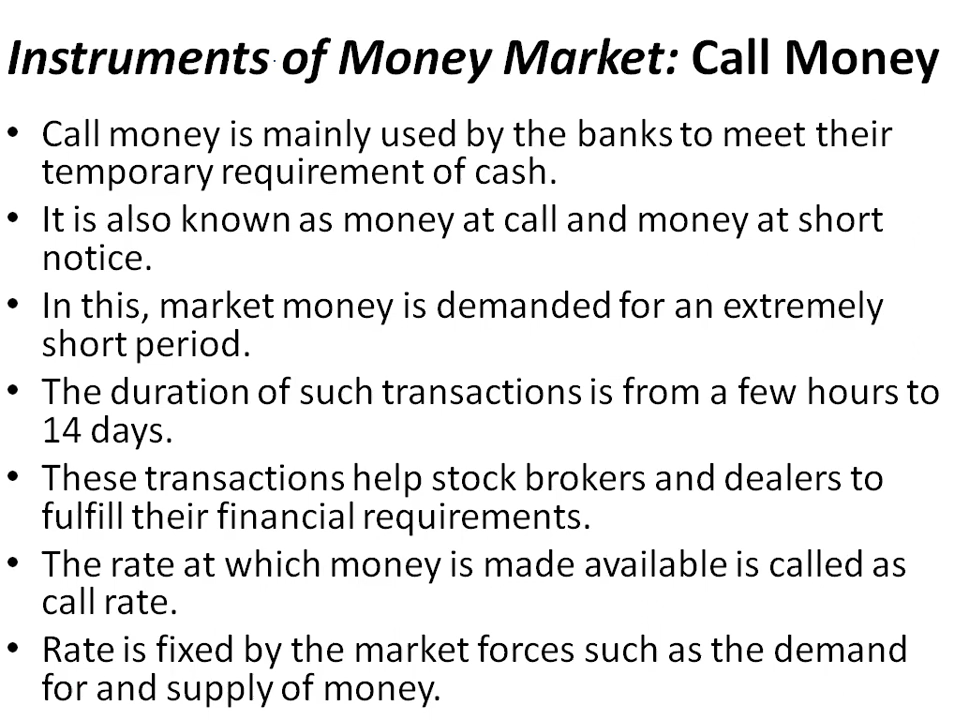 Instruments of Money Market: Call Money
• Call money is mainly used by the banks to meet their
temporary requirement of cash.
• It is also known as money at call and money at short
notice.
• In this, market money is demanded for an extremely
short period.
• The duration of such transactions is from a few hours to
14 days.
• These transactions help stock brokers and dealers to
fulfill their financial requirements.
• The rate at which money is made available is called as
call rate.
• Rate is fixed by the market forces such as the demand
for and supply of money.